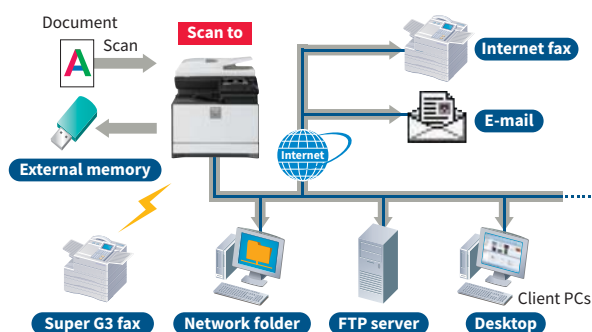 Document
Scan to
A
Scan
Internet fax
E-mail
Internet
External memory
Client PCs
Super G3 fax
Network folder
FTP server
Desktop